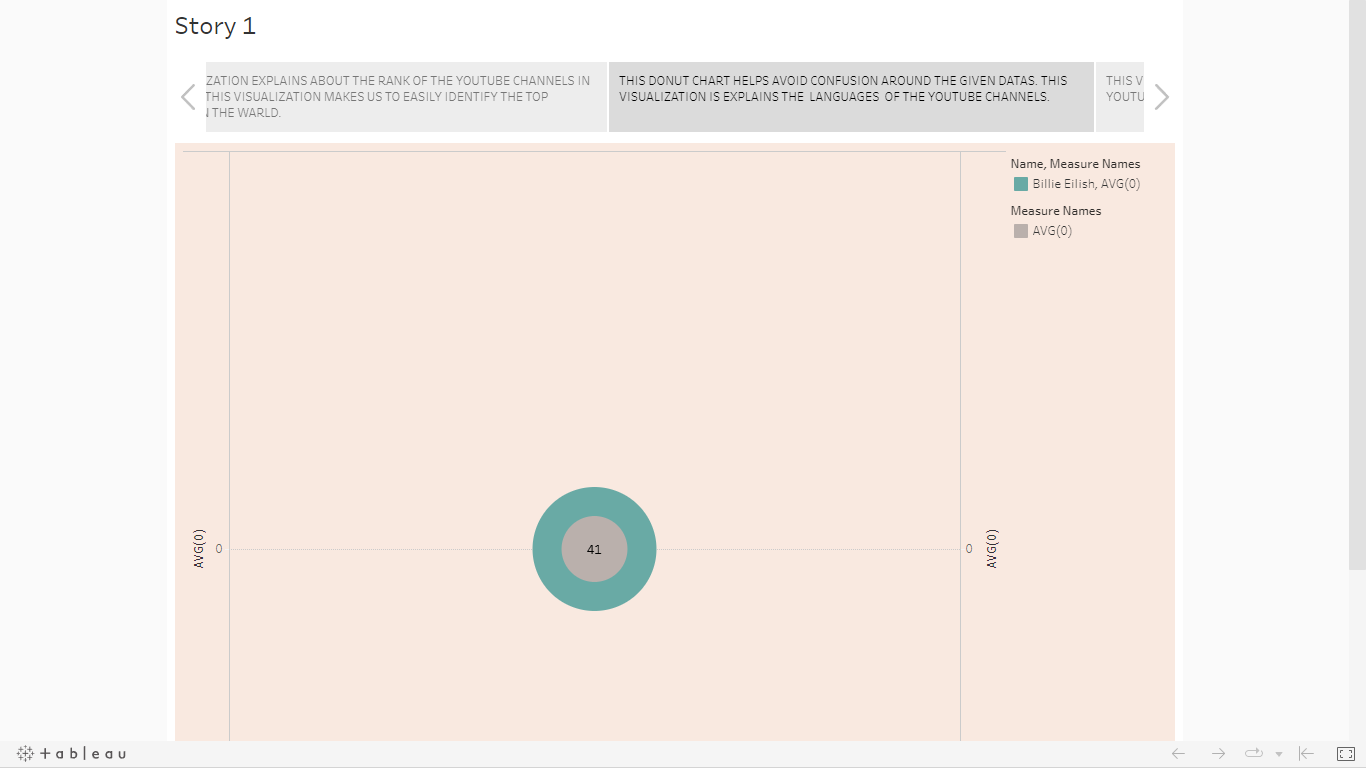 Story 1
ZATION EXPLAINS ABOUT THE RANK OF THE YOUTUBE CHANNELS IN
THIS VISUALIZATION MAKES US TO EASILY IDENTIFY THE TOP
THE WARLD.
THIS DONUT CHART HELPS AVOID CONFUSION AROUND THE GIVEN DATAS. THIS
VISUALIZATION IS EXPLAINS THE LANGUAGES OF THE YOUTUBE CHANNELS.
THIS V
YOUTU
Name, Measure Names
Billie Eilish, AVG(0)
Measure Names
AVG(0)
AVG(0)
0
41
0
AVG(0)
+ableau